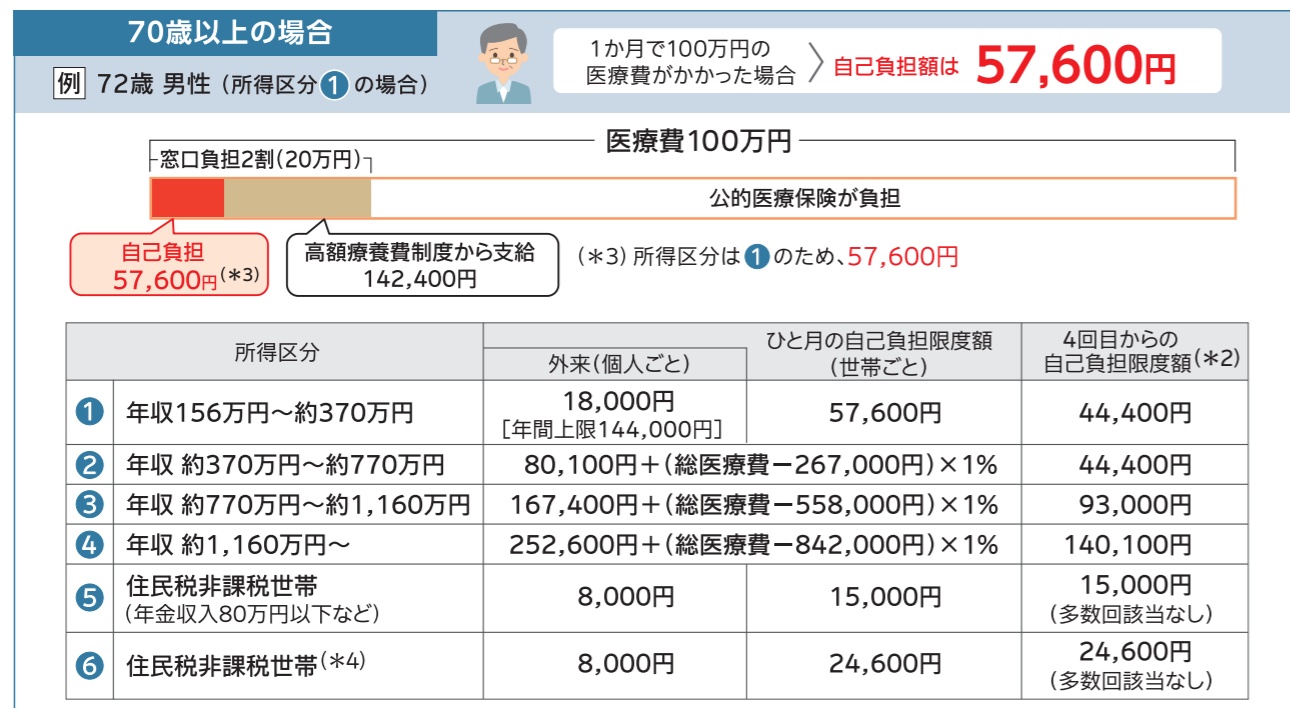 70歳以上の場合
例 72歳 男性（所得区分❶の場合）
1か月で100万円の
医療費がかかった場合
自己負担額は 57,600円
医療費100万円
窓口負担2割(20万円)
公的医療保険が負担
自己負担
57,600円(＊3)
高額療養費制度から支給
142,400円
(＊3) 所得区分は❶のため、57,600円
所得区分
ひと月の自己負担限度額
(世帯ごと)
外来(個人ごと)
4回目からの
自己負担限度額(＊2)
❶ 年収156万円〜約370万円 18,000円 57,600円 44,400円
［年間上限144,000円］
❷ 年収 約370万円〜約770万円 80,100円＋(総医療費－267,000円)×1% 44,400円
❸ 年収 約770万円〜約1,160万円 167,400円＋(総医療費－558,000円)×1% 93,000円
❹ 年収 約1,160万円〜 252,600円＋(総医療費－842,000円)×1% 140,100円
❺ 住民税非課税世帯 8,000円 15,000円 15,000円
(年金収入80万円以下など) (多数回該当なし)
❻ 住民税非課税世帯(＊4) 8,000円 24,600円 24,600円
(多数回該当なし)